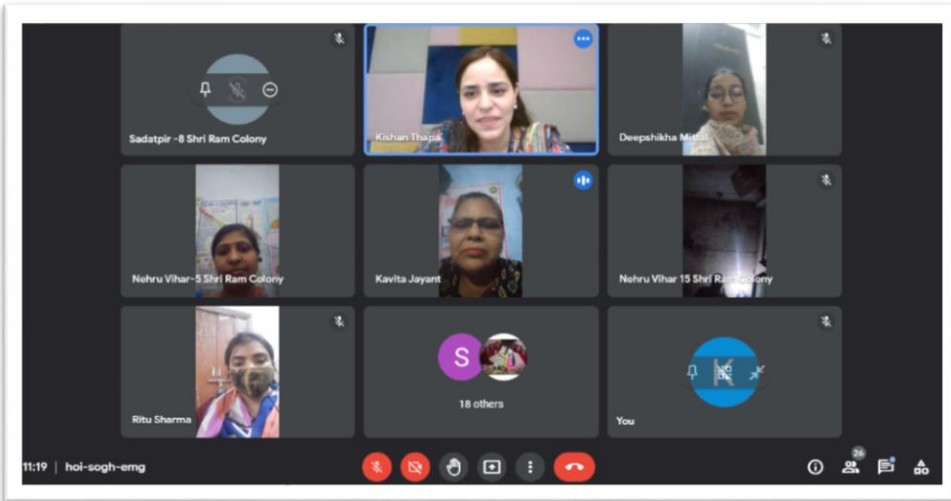 Sadatpir -8 Shri Ram Colony
Kishan Thapa
Deepshikha Mittal
Nehru Vihar-5 Shri Ram Colony
Kavita Jayant
Nehru Vihar 15 Shri Ram Colony
Ritu Sharma
S
18 others
K
You
11:19 | hoi-sogh-emg
26